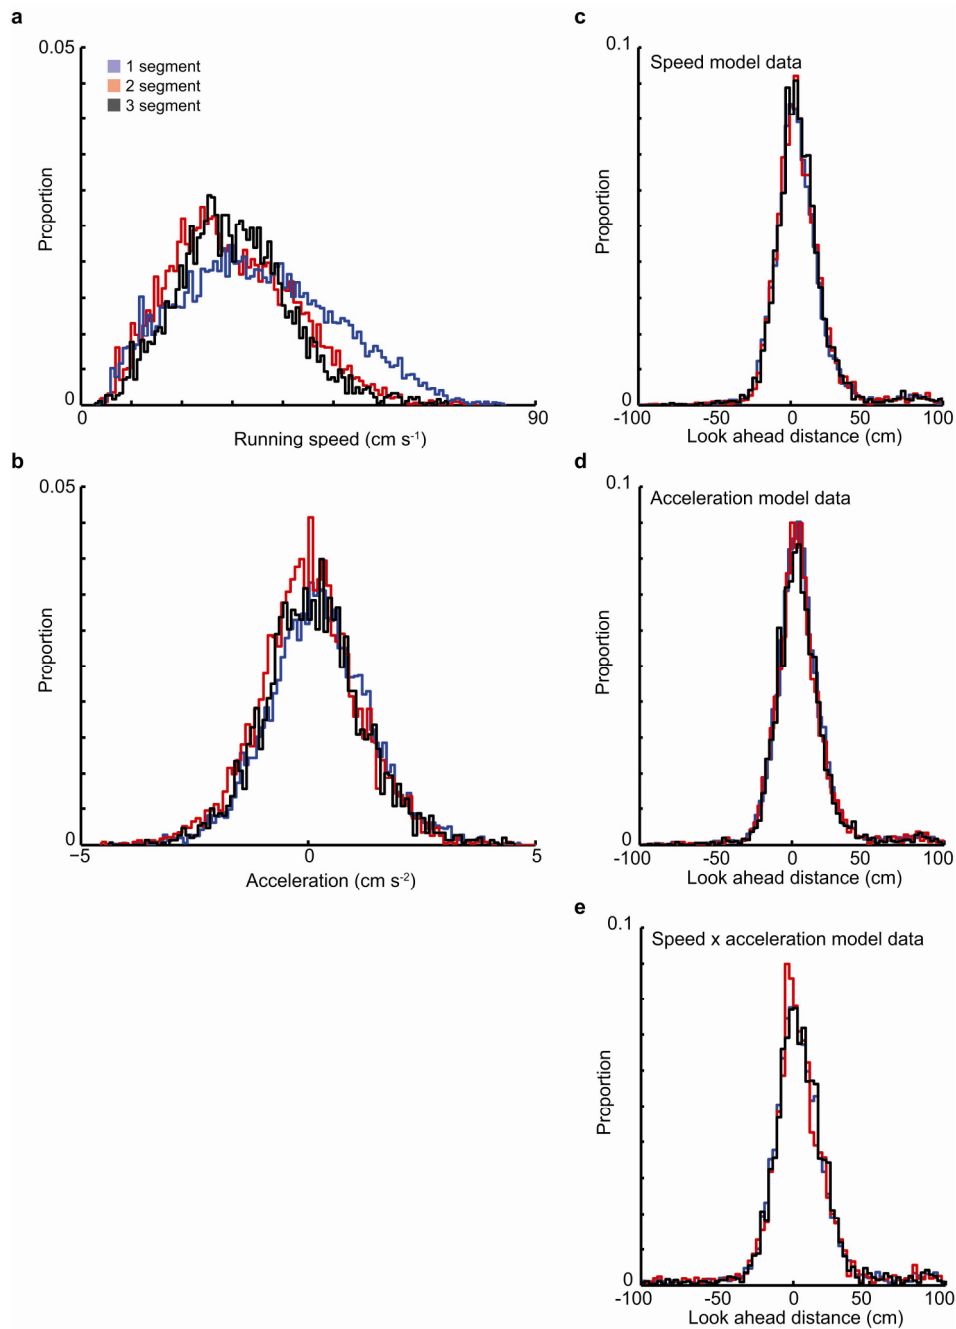 a
0.05
1 segment
2 segment
3 segment
Proportion
0
0
90
Running speed (cm s-1)
b
0.05
Proportion
0
–5
0
5
Acceleration (cm s-2)
c
0.1
Speed model data
Proportion
0
-100
-50
0
50
100
Look ahead distance (cm)
d
0.1
Acceleration model data
Proportion
0
-100
-50
0
50
100
Look ahead distance (cm)
e
0.1
Speed x acceleration model data
Proportion
0
-100
-50
0
50
100
Look ahead distance (cm)